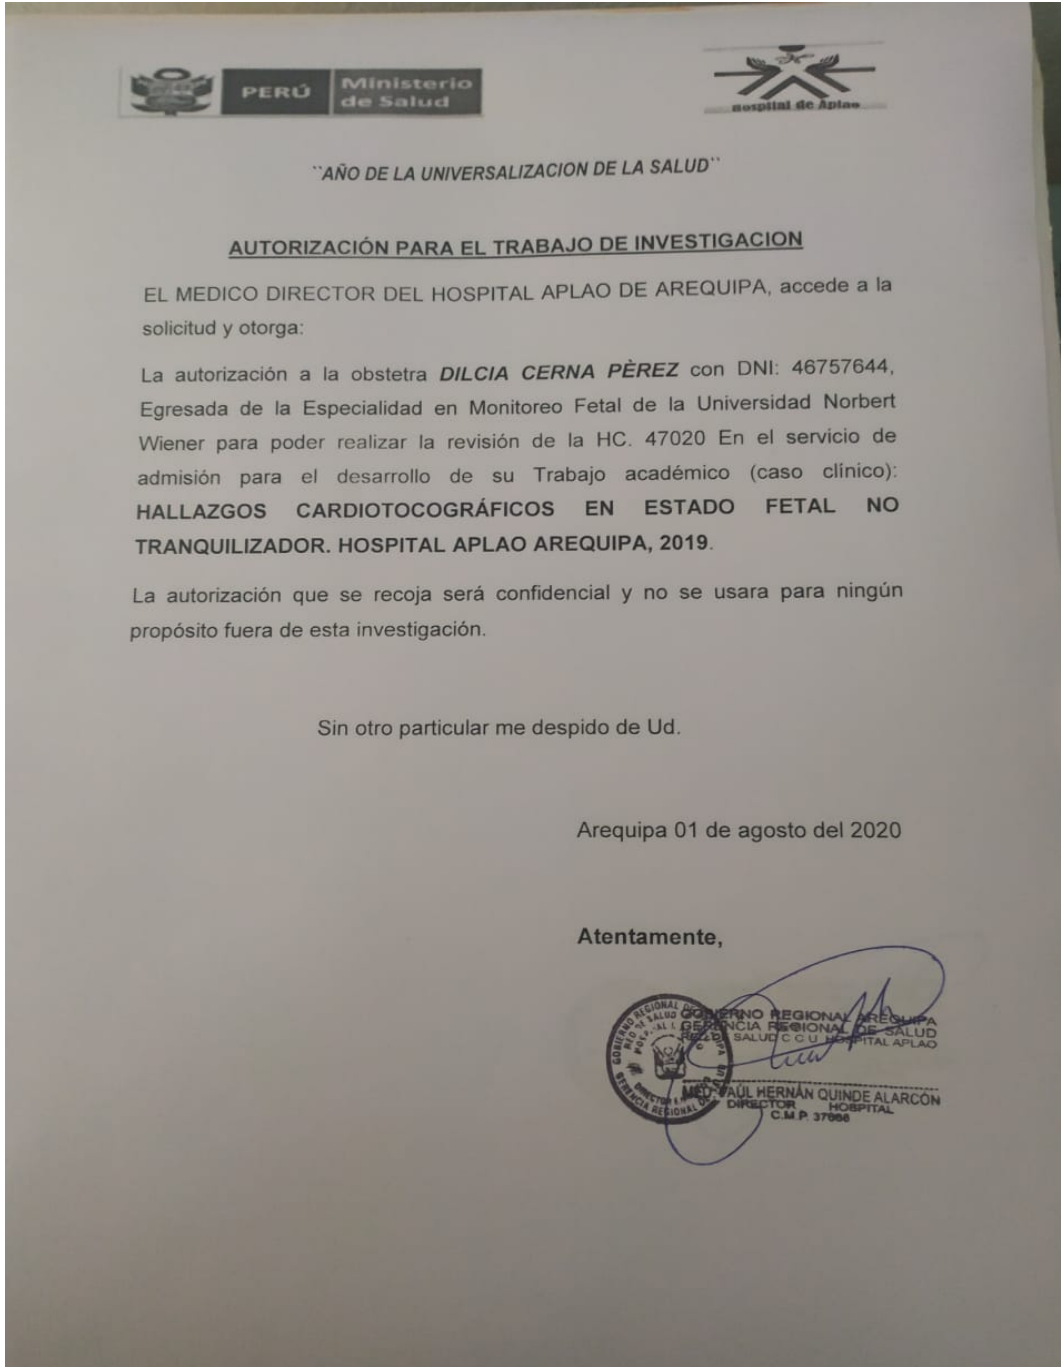 PERÚ
Ministerio
de Salud
Hospital de Aplao
``AÑO DE LA UNIVERSALIZACION DE LA SALUD``
AUTORIZACIÓN PARA EL TRABAJO DE INVESTIGACION
EL MEDICO DIRECTOR DEL HOSPITAL APLAO DE AREQUIPA, accede a la
solicitud y otorga:
La autorización a la obstetra DILCIA CERNA PÈREZ con DNI: 46757644,
Egresada de la Especialidad en Monitoreo Fetal de la Universidad Norbert
Wiener para poder realizar la revisión de la HC. 47020 En el servicio de
admisión para el desarrollo de su Trabajo académico (caso clínico):
HALLAZGOS CARDIOTOCOGRÁFICOS EN ESTADO FETAL NO
TRANQUILIZADOR. HOSPITAL APLAO AREQUIPA, 2019.
La autorización que se recoja será confidencial y no se usara para ningún
propósito fuera de esta investigación.
Sin otro particular me despido de Ud.
Arequipa 01 de agosto del 2020
Atentamente,
GOBIERNO REGIONAL AREQUIPA
GERENCIA REGIONAL DE SALUD
SALUD C C U HOSPITAL APLAO
MED. PAÚL HERNÁN QUINDE ALARCÓN
DIRECTOR HOSPITAL
C.M.P.